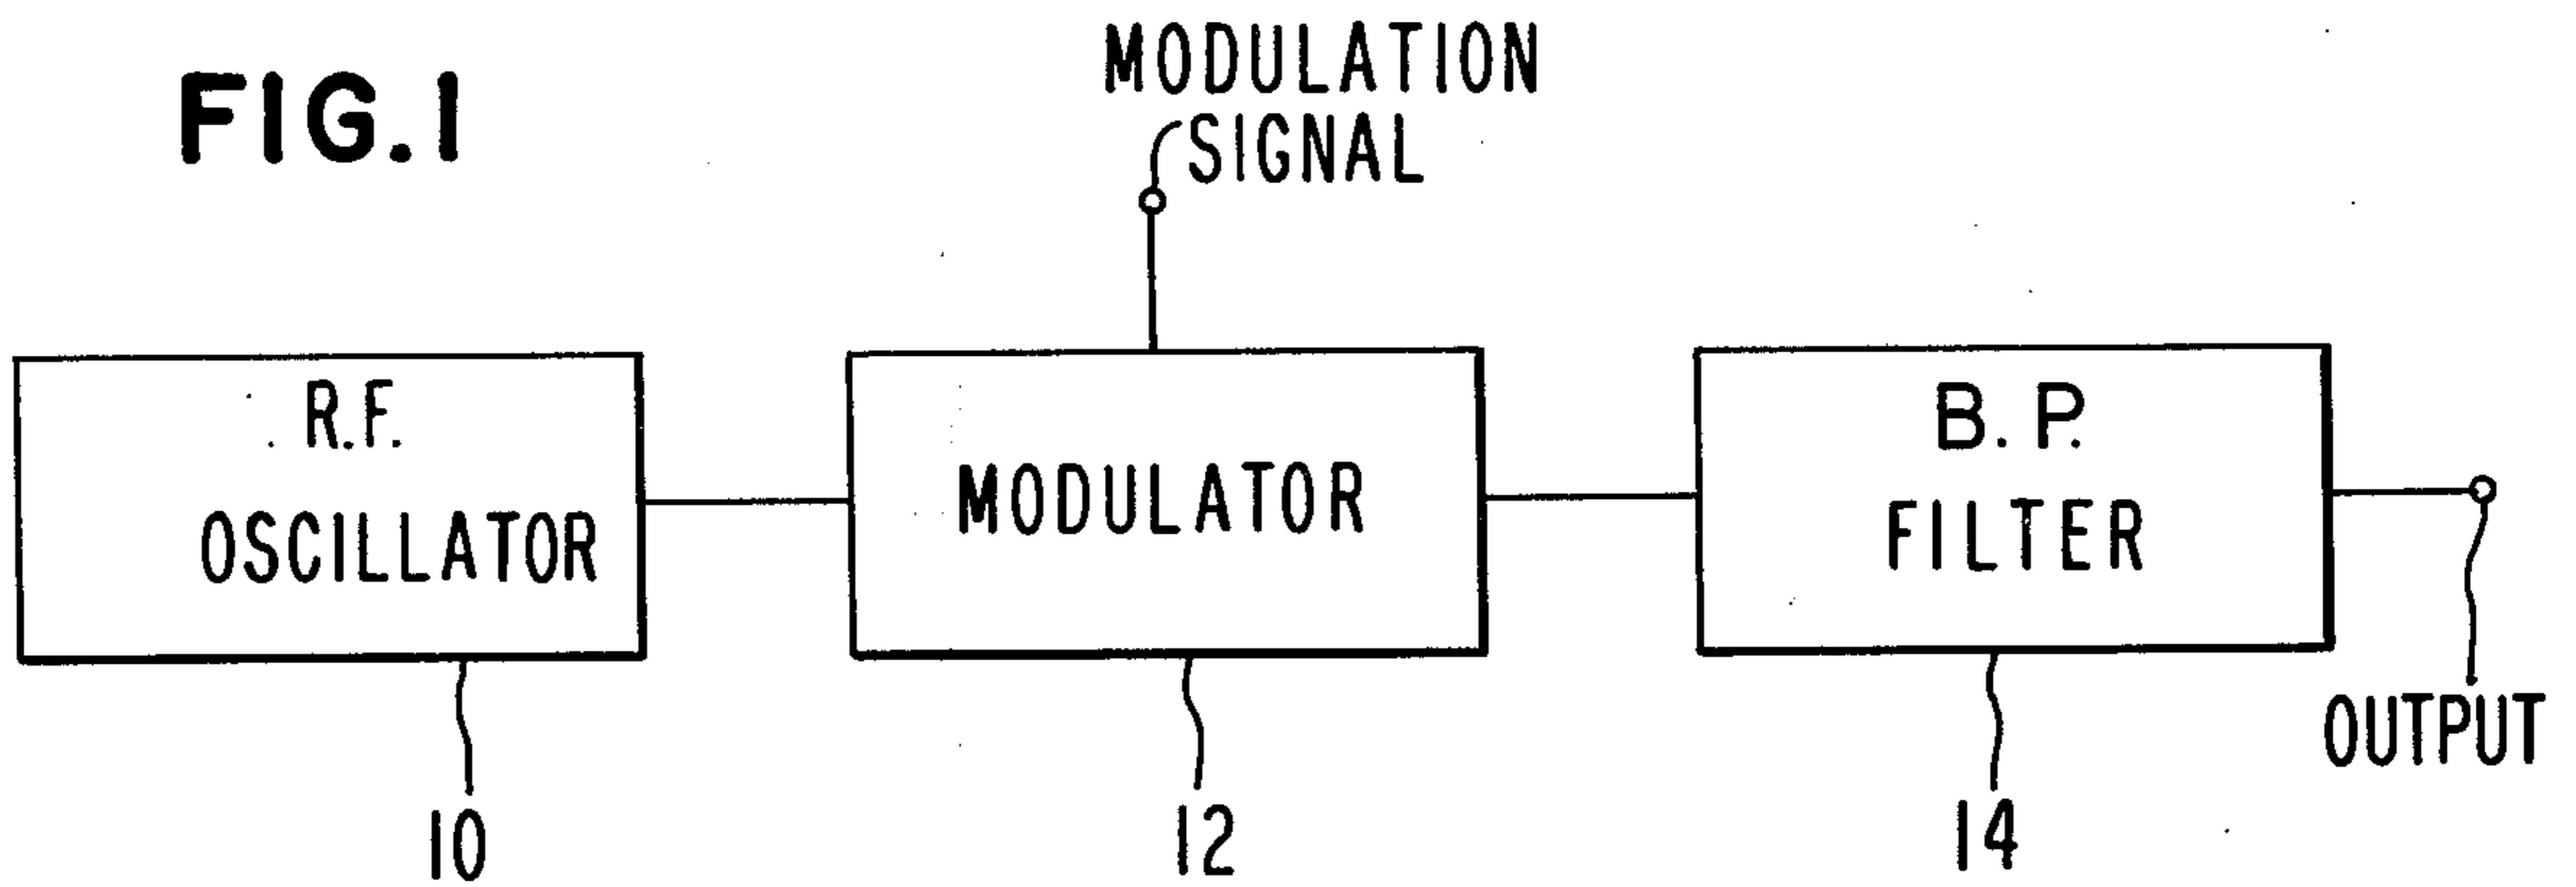 FIG. 1
MODULATION
SIGNAL
R.F.
OSCILLATOR
MODULATOR
B.P.
FILTER
OUTPUT
10
12
14